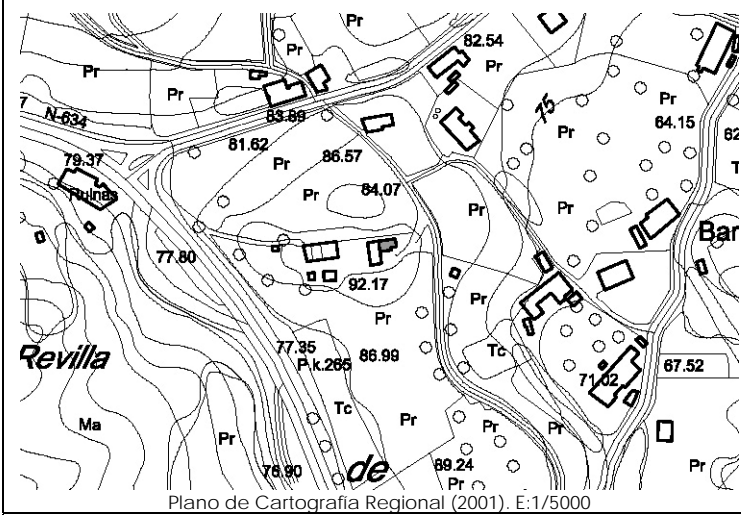 Pr
82.54
Pr
Pr
Pr
75
Pr
7
N-634
83.89
64.15
81.62
Pr
86.57
Pr
62
79.37
Ruinas
Pr
84.07
Pr
Pr
Bar
77.80
92.17
Pr
Pr
77.35
86.99
Tc
Revilla
P.k.265
71.02
67.52
Tc
Ma
Pr
Pr
Pr
Pr
76.90
de
89.24
Pr
Pr
Plano de Cartografía Regional (2001). E:1/5000